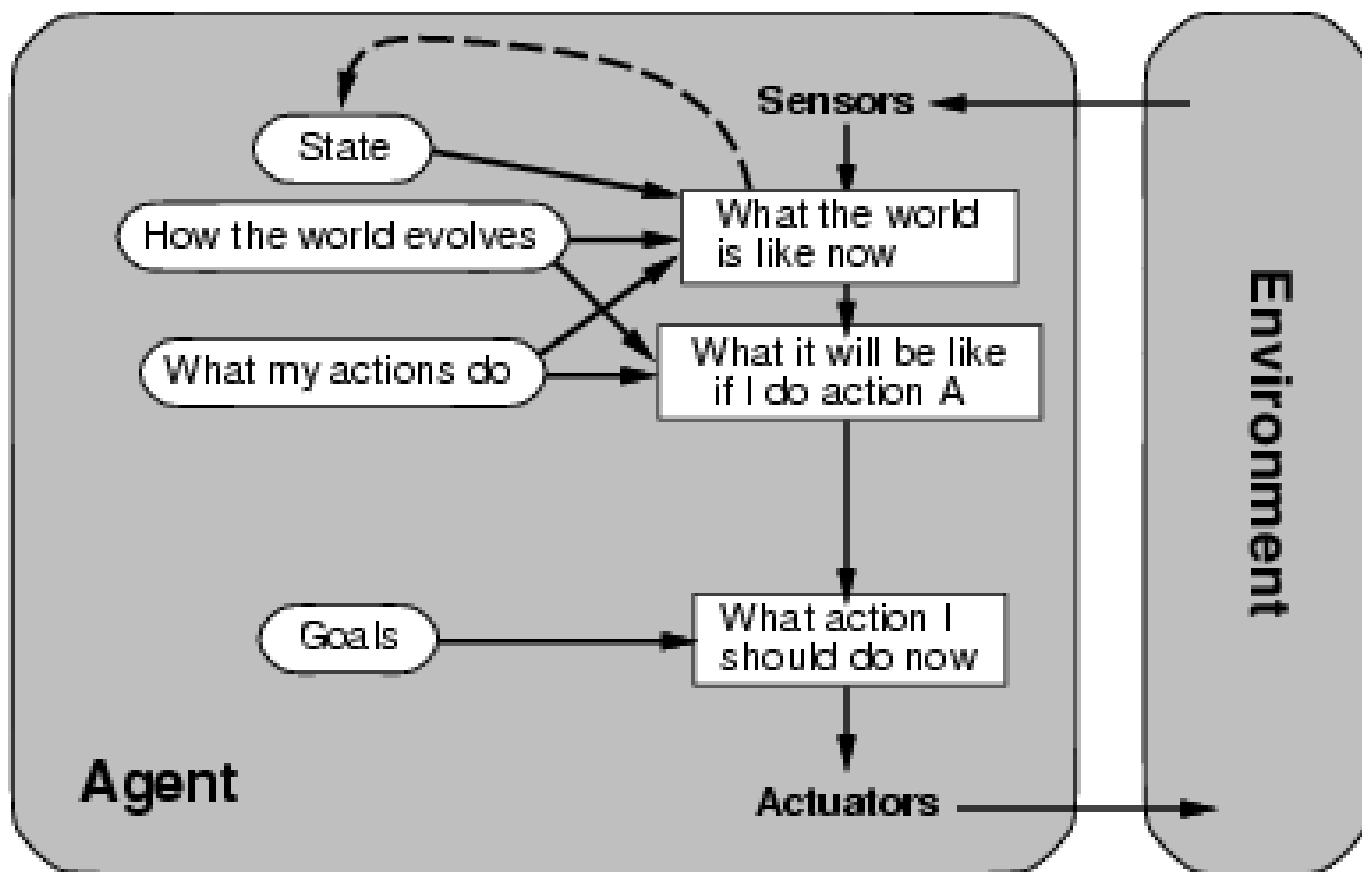 Sensors
State
What the world
is like now
How the world evolves
What it will be like
if I do action A
What my actions do
Environment
What action I
should do now
Goals
Agent
Actuators